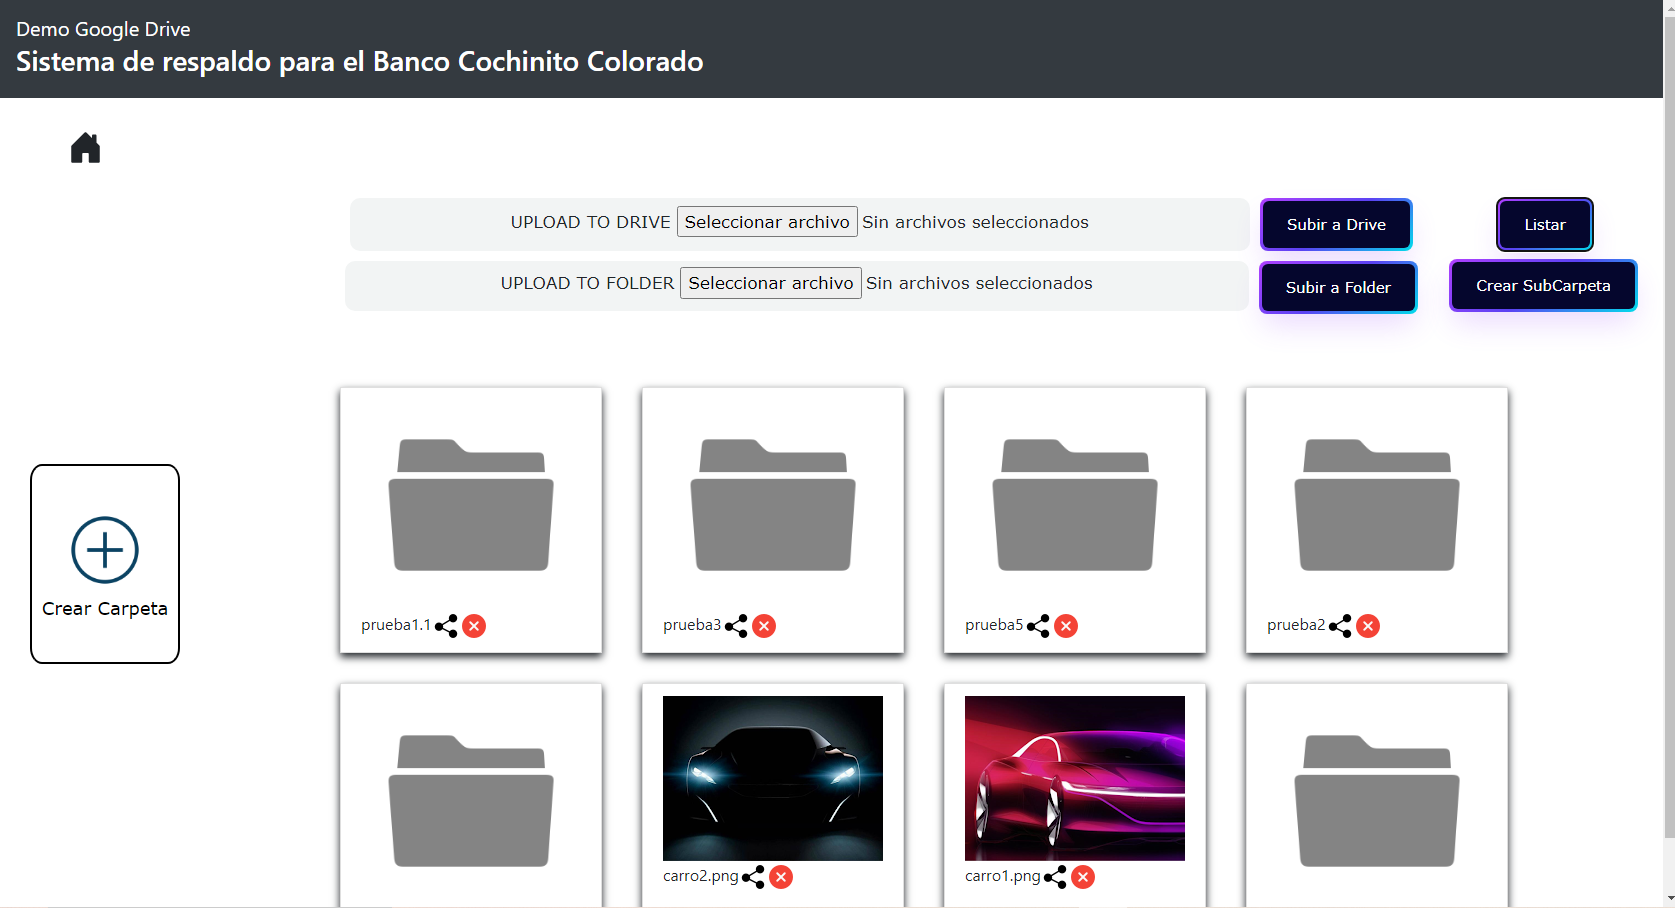 Demo Google Drive
Sistema de respaldo para el Banco Cochinito Colorado
UPLOAD TO DRIVE Seleccionar archivo Sin archivos seleccionados
Subir a Drive
Listar
UPLOAD TO FOLDER Seleccionar archivo Sin archivos seleccionados
Subir a Folder
Crear SubCarpeta
Crear Carpeta
prueba1.1
prueba3
prueba5
prueba2
carro2.png
carro1.png